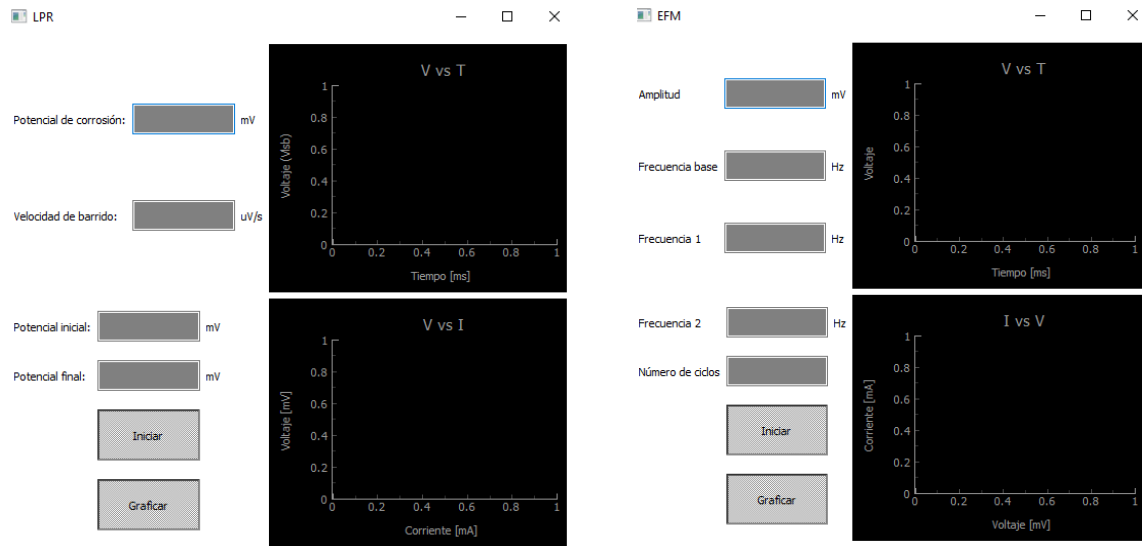 LPR
Potencial de corrosión: mV
Velocidad de barrido: uV/s
Potencial inicial: mV
Potencial final: mV
Iniciar
Graficar
V vs T
Voltaje (Vlsb)
1
0.8
0.6
0.4
0.2
0
0 0.2 0.4 0.6 0.8 1
Tiempo [ms]
V vs I
Voltaje [mV]
1
0.8
0.6
0.4
0.2
0
0 0.2 0.4 0.6 0.8 1
Corriente [mA]
EFM
Amplitud mV
Frecuencia base Hz
Frecuencia 1 Hz
Frecuencia 2 Hz
Número de ciclos
Iniciar
Graficar
V vs T
Voltaje
1
0.8
0.6
0.4
0.2
0
0 0.2 0.4 0.6 0.8 1
Tiempo [ms]
I vs V
Corriente [mA]
1
0.8
0.6
0.4
0.2
0
0 0.2 0.4 0.6 0.8 1
Voltaje [mV]